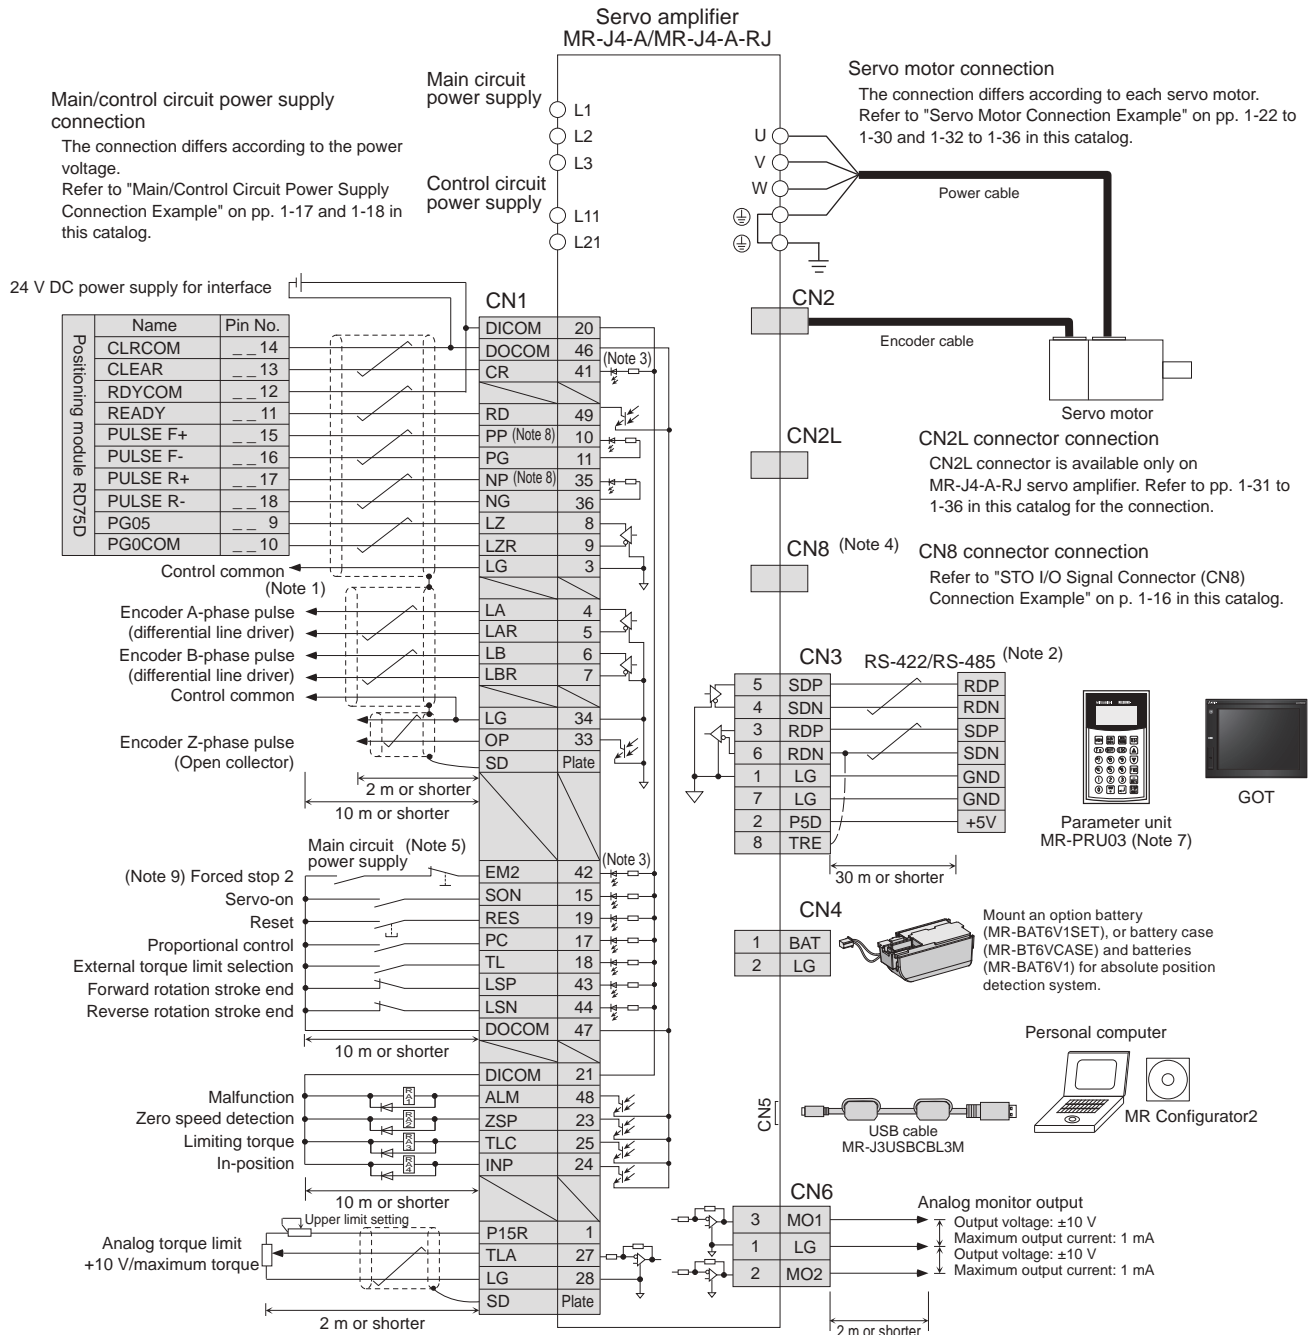 Servo amplifier
MR-J4-A/MR-J4-A-RJ
Main/control circuit power supply
connection
The connection differs according to the power
voltage.
Refer to "Main/Control Circuit Power Supply
Connection Example" on pp. 1-17 and 1-18 in
this catalog.
Main circuit
power supply
L1
L2
L3
Control circuit
power supply
L11
L21
Servo motor connection
The connection differs according to each servo motor.
Refer to "Servo Motor Connection Example" on pp. 1-22 to
1-30 and 1-32 to 1-36 in this catalog.
U
V
W
Power cable
CN2
Encoder cable
Servo motor
24 V DC power supply for interface
Positioning module RD75D
Name Pin No.
CLRCOM _ _ 14
CLEAR _ _ 13
RDYCOM _ _ 12
READY _ _ 11
PULSE F+ _ _ 15
PULSE F- _ _ 16
PULSE R+ _ _ 17
PULSE R- _ _ 18
PG05 _ _ 9
PG0COM _ _ 10
Control common
(Note 1)
Encoder A-phase pulse
(differential line driver)
Encoder B-phase pulse
(differential line driver)
Control common
Encoder Z-phase pulse
(Open collector)
2 m or shorter
10 m or shorter
CN1
DICOM 20
DOCOM 46
CR 41
(Note 3)
RD 49
PP (Note 8) 10
PG 11
NP (Note 8) 35
NG 36
LZ 8
LZR 9
LG 3
LA 4
LAR 5
LB 6
LBR 7
LG 34
OP 33
SD Plate
Main circuit
power supply
(Note 5)
(Note 9) Forced stop 2
Servo-on
Reset
Proportional control
External torque limit selection
Forward rotation stroke end
Reverse rotation stroke end
10 m or shorter
EM2 42
(Note 3)
SON 15
RES 19
PC 17
TL 18
LSP 43
LSN 44
DOCOM 47
DICOM 21
Malfunction RA1 ALM 48
Zero speed detection RA2 ZSP 23
Limiting torque RA3 TLC 25
In-position RA4 INP 24
10 m or shorter
Upper limit setting
Analog torque limit
+10 V/maximum torque
P15R 1
TLA 27
LG 28
SD Plate
2 m or shorter
CN2L
CN2L connector connection
CN2L connector is available only on
MR-J4-A-RJ servo amplifier. Refer to pp. 1-31 to
1-36 in this catalog for the connection.
CN8 (Note 4)
CN8 connector connection
Refer to "STO I/O Signal Connector (CN8)
Connection Example" on p. 1-16 in this catalog.
CN3 RS-422/RS-485 (Note 2)
5 SDP RDP
4 SDN RDN
3 RDP SDP
6 RDN SDN
1 LG GND
7 LG GND
2 P5D +5V
8 TRE
30 m or shorter
Parameter unit
MR-PRU03 (Note 7)
GOT
CN4
1 BAT
2 LG
Mount an option battery
(MR-BAT6V1SET), or battery case
(MR-BT6VCASE) and batteries
(MR-BAT6V1) for absolute position
detection system.
CN5
USB cable
MR-J3USBCBL3M
Personal computer
MR Configurator2
CN6
3 MO1
1 LG
2 MO2
Analog monitor output
Output voltage: ±10 V
Maximum output current: 1 mA
Output voltage: ±10 V
Maximum output current: 1 mA
2 m or shorter